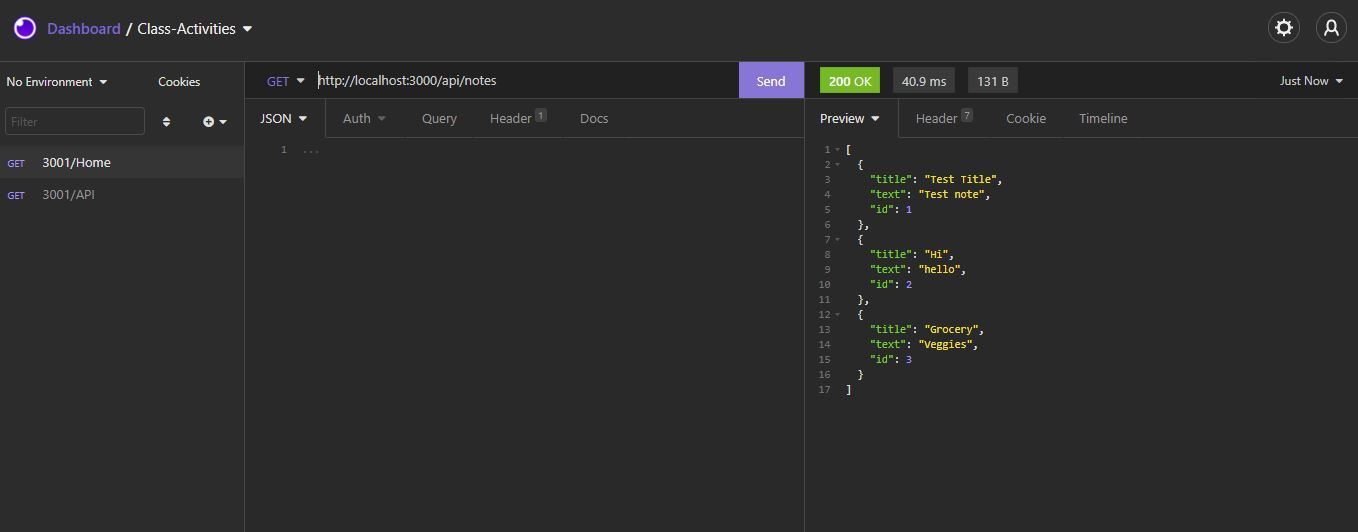 Dashboard / Class-Activities
No Environment Cookies
Filter
GET 3001/Home
GET 3001/API
GET http://localhost:3000/api/notes Send
JSON Auth Query Header 1 Docs
1 ...
200 OK 40.9 ms 131 B Just Now
Preview Header 7 Cookie Timeline
1 [
2 {
3 "title": "Test Title",
4 "text": "Test note",
5 "id": 1
6 },
7 {
8 "title": "Hi",
9 "text": "hello",
10 "id": 2
11 },
12 {
13 "title": "Grocery",
14 "text": "Veggies",
15 "id": 3
16 }
17 ]